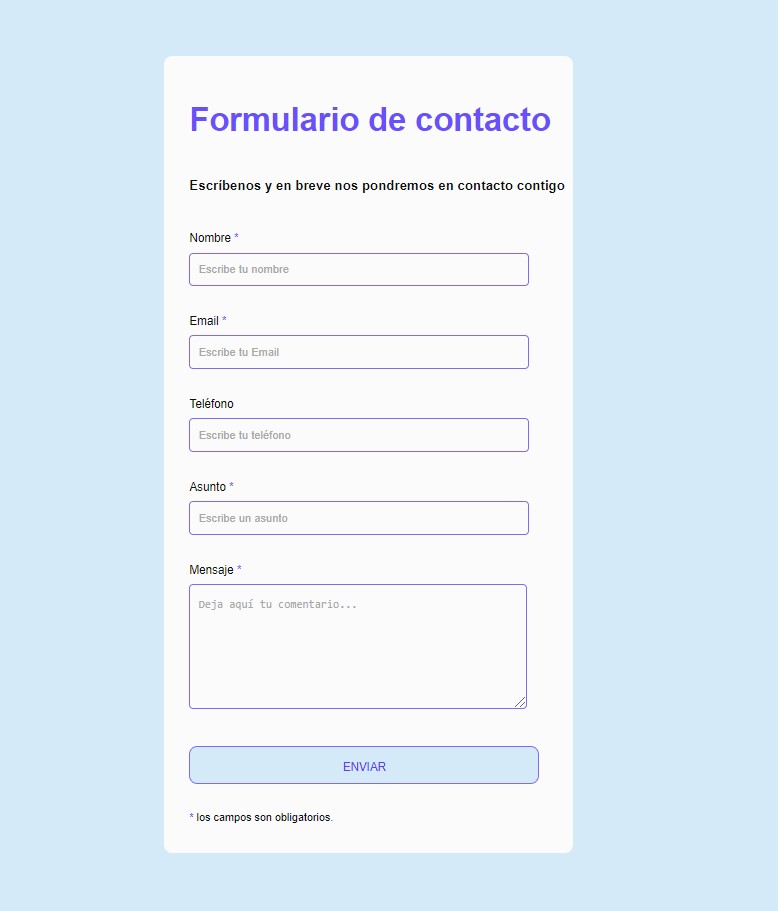 Formulario de contacto
Escríbenos y en breve nos pondremos en contacto contigo
Nombre *
Escribe tu nombre
Email *
Escribe tu Email
Teléfono
Escribe tu teléfono
Asunto *
Escribe un asunto
Mensaje *
Deja aquí tu comentario...
ENVIAR
* los campos son obligatorios.